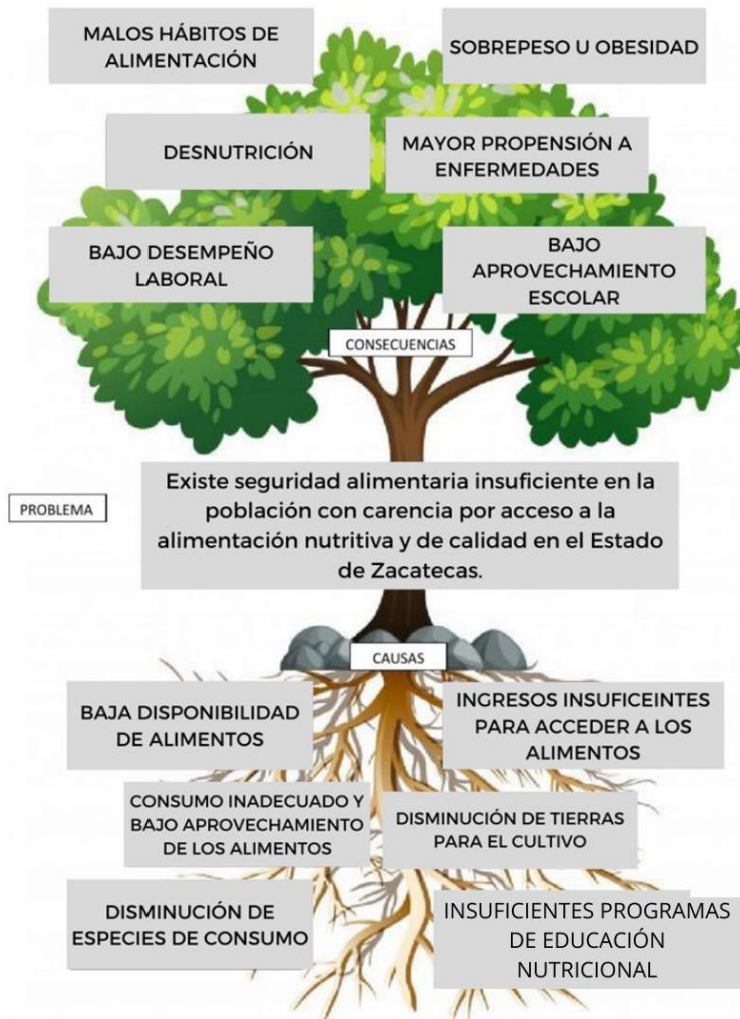 MALOS HÁBITOS DE
ALIMENTACIÓN
SOBREPESO U OBESIDAD
DESNUTRICIÓN
MAYOR PROPENSIÓN A
ENFERMEDADES
BAJO DESEMPEÑO
LABORAL
BAJO
APROVECHAMIENTO
ESCOLAR
CONSECUENCIAS
PROBLEMA
Existe seguridad alimentaria insuficiente en la
población con carencia por acceso a la
alimentación nutritiva y de calidad en el Estado
de Zacatecas.
CAUSAS
BAJA DISPONIBILIDAD
DE ALIMENTOS
INGRESOS INSUFICEINTES
PARA ACCEDER A LOS
ALIMENTOS
CONSUMO INADECUADO Y
BAJO APROVECHAMIENTO
DE LOS ALIMENTOS
DISMINUCIÓN DE TIERRAS
PARA EL CULTIVO
DISMINUCIÓN DE
ESPECIES DE CONSUMO
INSUFICIENTES PROGRAMAS
DE EDUCACIÓN
NUTRICIONAL